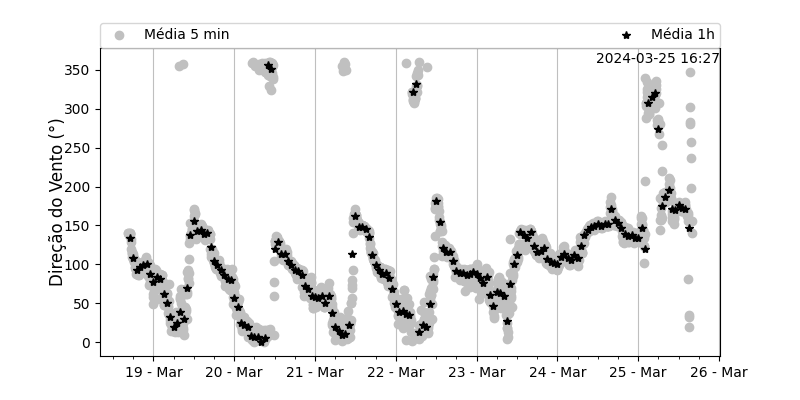 Média 5 min
Média 1h
2024-03-25 16:27
Direção do Vento (°)
350
300
250
200
150
100
50
0
19 - Mar
20 - Mar
21 - Mar
22 - Mar
23 - Mar
24 - Mar
25 - Mar
26 - Mar